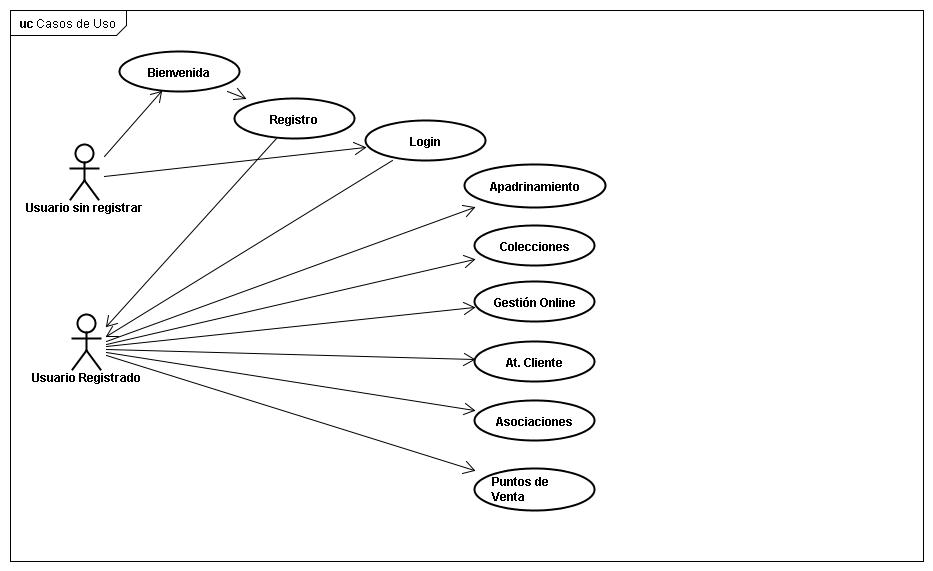 uc Casos de Uso
Bienvenida
Registro
Login
Apadrinamiento
Usuario sin registrar
Colecciones
Gestión Online
Usuario Registrado
At. Cliente
Asociaciones
Puntos de
Venta